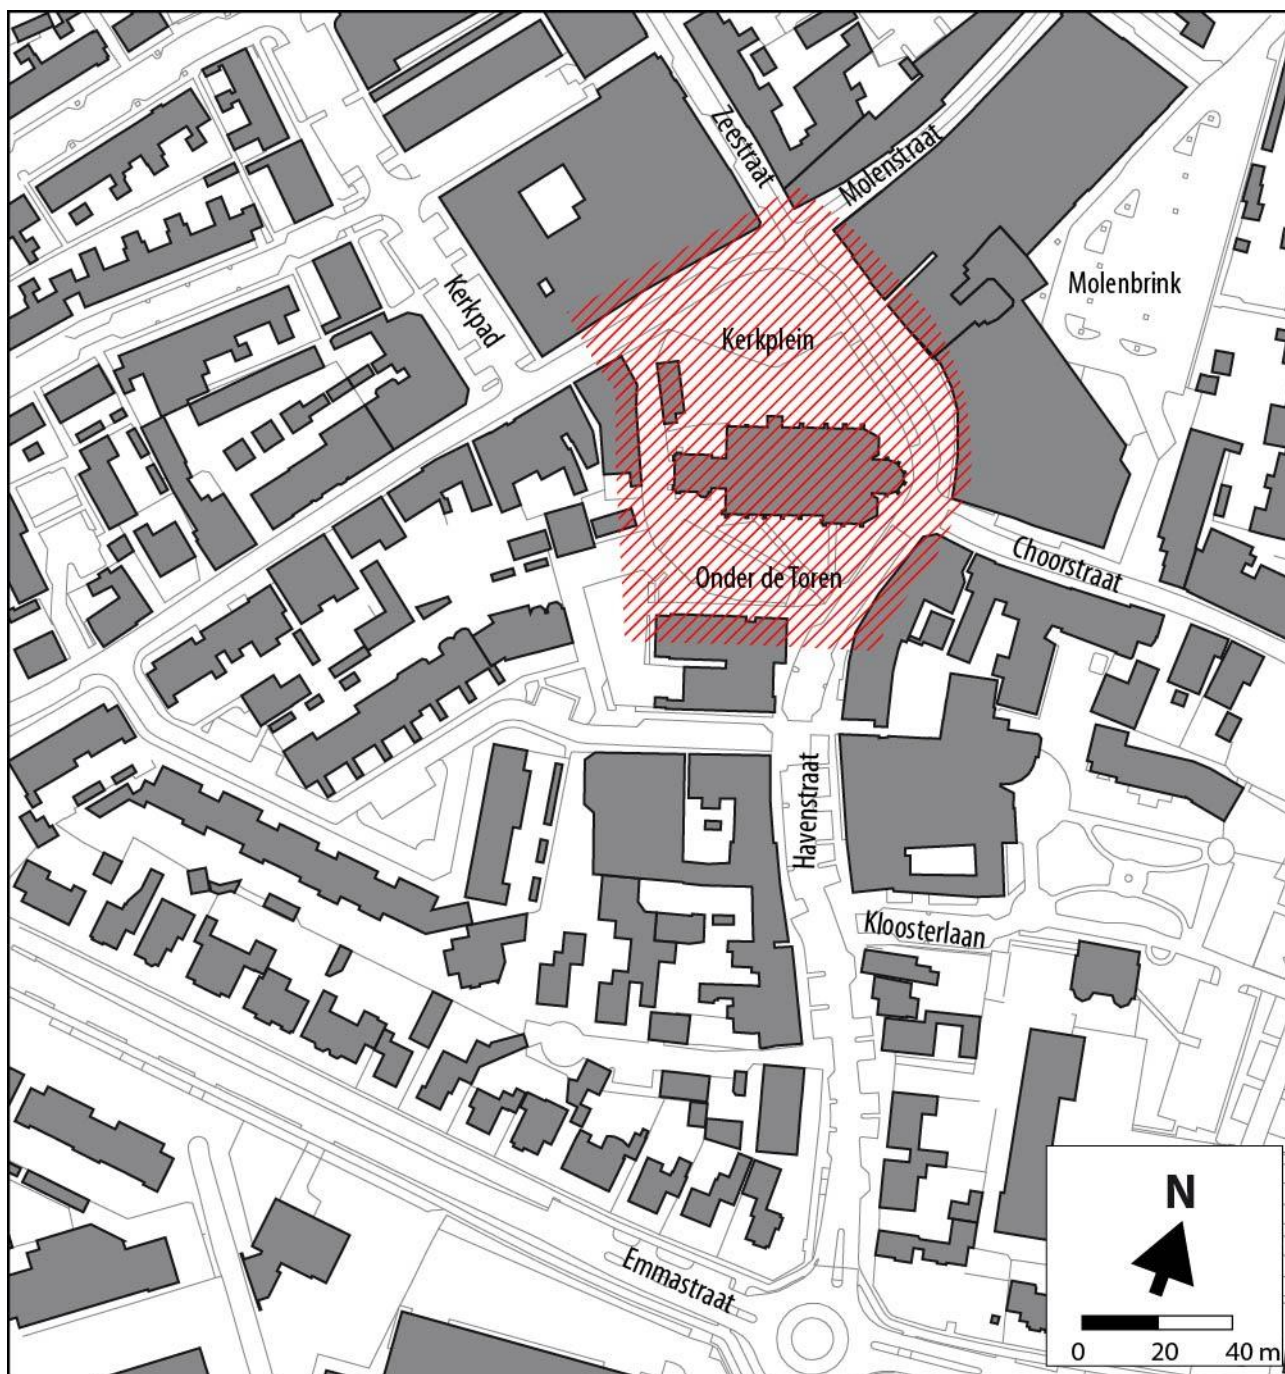 Zeestraat
Molenstraat
Molenbrink
Kerkpad
Kerkplein
Choorstraat
Onder de Toren
Havenstraat
Kloosterlaan
Emmastraat
N
0 20 40 m